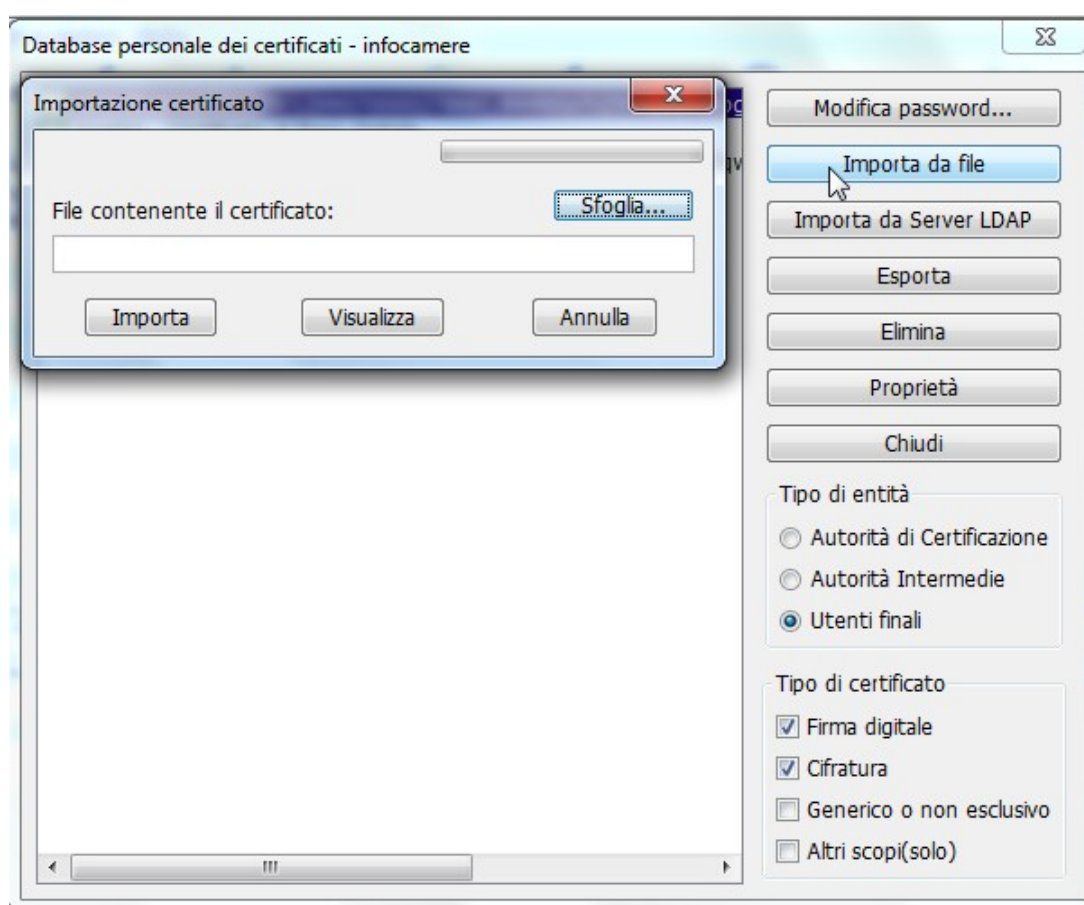 Database personale dei certificati - infocamere
Importazione certificato
File contenente il certificato:
Sfoglia...
Importa
Visualizza
Annulla
Modifica password...
Importa da file
Importa da Server LDAP
Esporta
Elimina
Proprietà
Chiudi
Tipo di entità
Autorità di Certificazione
Autorità Intermedie
Utenti finali
Tipo di certificato
Firma digitale
Cifratura
Generico o non esclusivo
Altri scopi(solo)